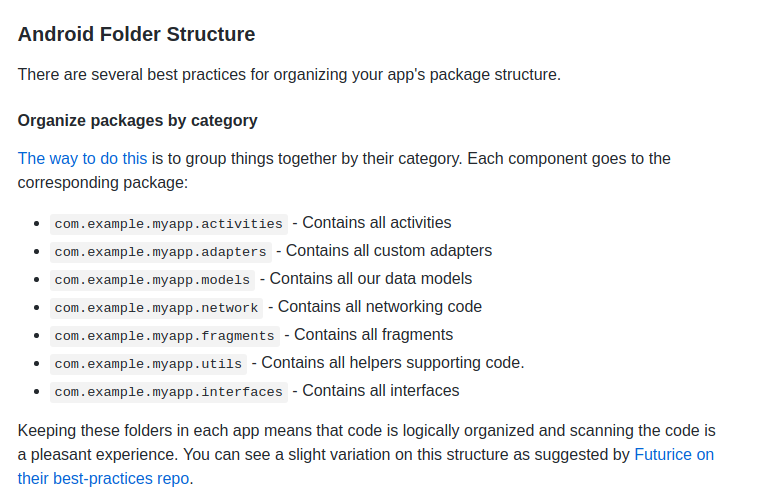 Android Folder Structure
There are several best practices for organizing your app's package structure.
Organize packages by category
The way to do this is to group things together by their category. Each component goes to the
corresponding package:
com.example.myapp.activities - Contains all activities
com.example.myapp.adapters - Contains all custom adapters
com.example.myapp.models - Contains all our data models
com.example.myapp.network - Contains all networking code
com.example.myapp.fragments - Contains all fragments
com.example.myapp.utils - Contains all helpers supporting code.
com.example.myapp.interfaces - Contains all interfaces
Keeping these folders in each app means that code is logically organized and scanning the code is
a pleasant experience. You can see a slight variation on this structure as suggested by Futurice on
their best-practices repo.